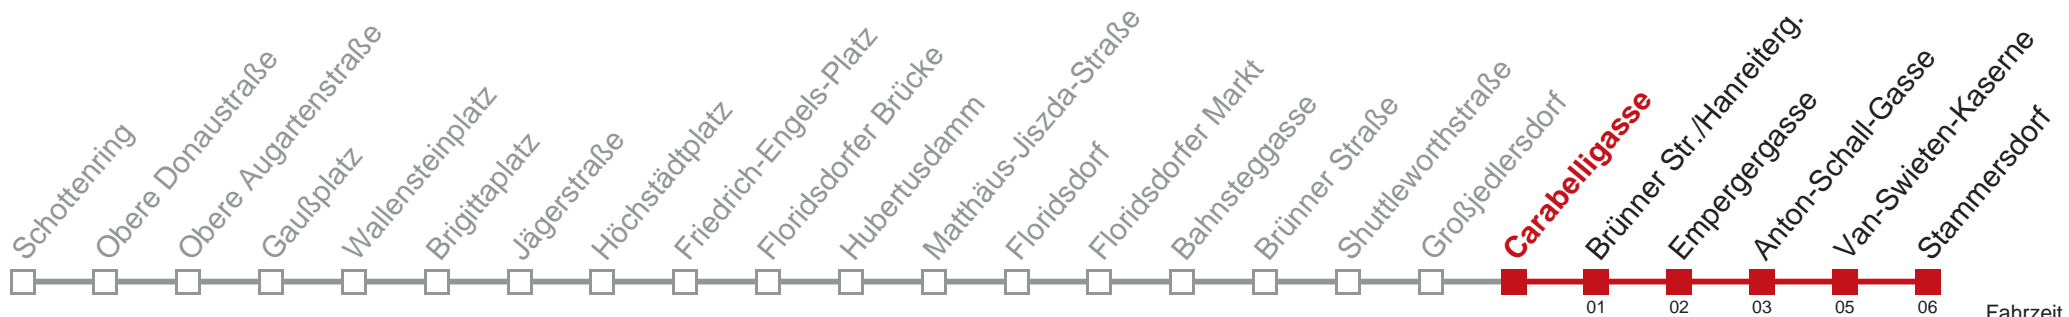 Schottenring
Obere Donaustraße
Obere Augartenstraße
Gaußplatz
Wallensteinplatz
Brigittaplatz
Jägerstraße
Höchstädtplatz
Friedrich-Engels-Platz
Floridsdorfer Brücke
Hubertusdamm
Matthäus-Jiszda-Straße
Floridsdorf
Floridsdorfer Markt
Bahnsteggasse
Brünner Straße
Shuttleworthstraße
Großjedlersdorf
Carabelligasse
Brünner Str./Hanreiterg.
Empergergasse
Anton-Schall-Gasse
Van-Swieten-Kaserne
Stammersdorf
01 02 03 05 06 Fahrzeit